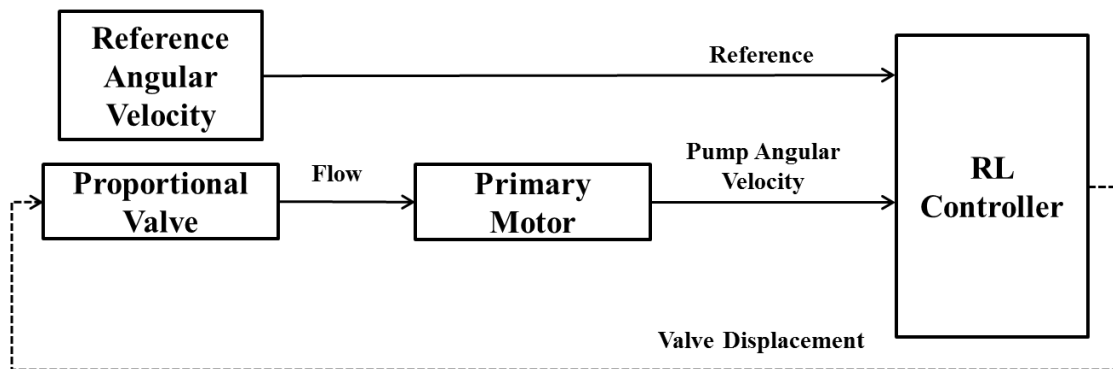 Reference
Angular
Velocity
Reference
Proportional
Valve
Flow
Primary
Motor
Pump Angular
Velocity
RL
Controller
Valve Displacement